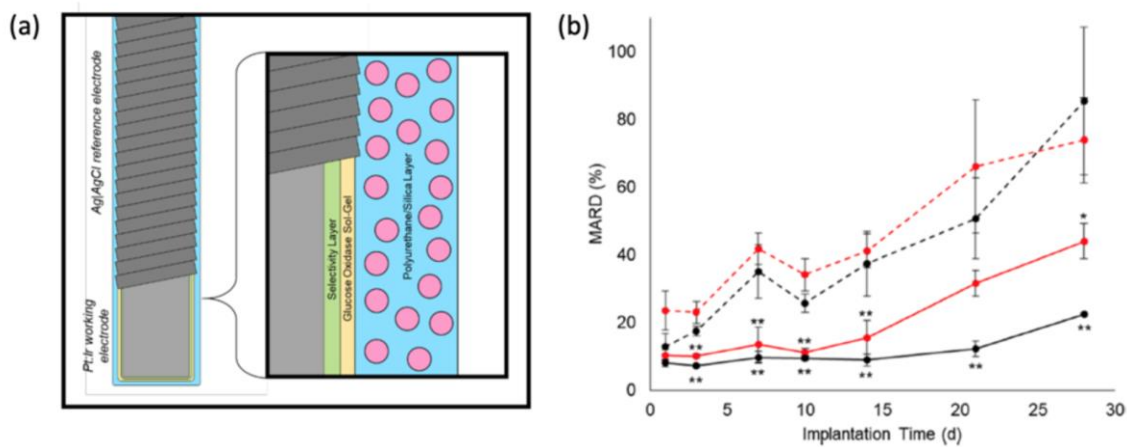 (a)
Ag|AgCl reference electrode
Pt:Ir working
electrode
Selectivity Layer
Glucose Oxidase Sol-Gel
Polyurethane/Silica Layer
(b)
MARD (%)
100
80
60
40
20
0
** ** ** **
*
** ** ** ** ** **
0 5 10 15 20 25 30
Implantation Time (d)